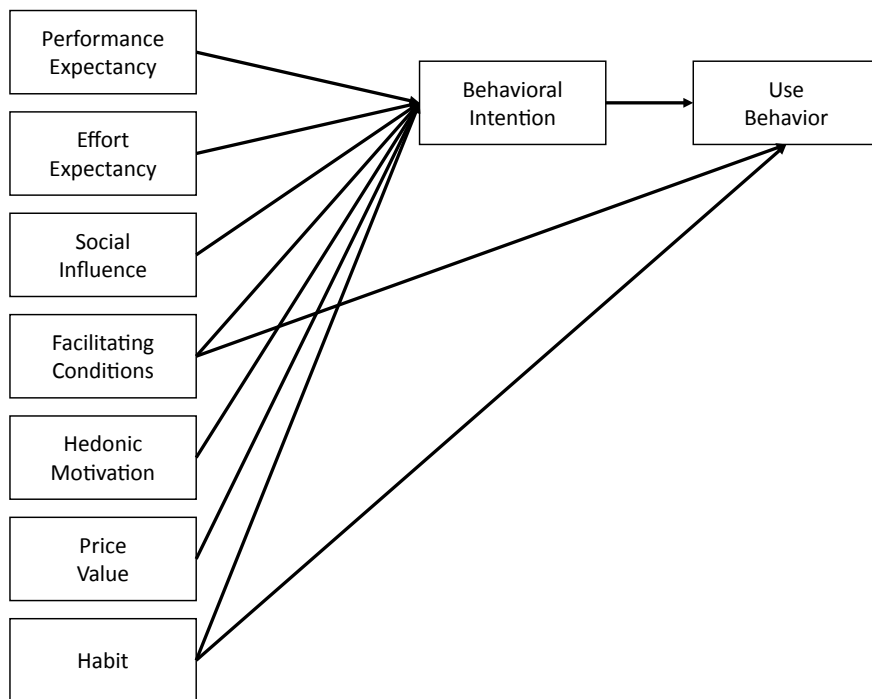 Performance
Expectancy
Effort
Expectancy
Social
Influence
Facilitating
Conditions
Hedonic
Motivation
Price
Value
Habit
Behavioral
Intention
Use
Behavior